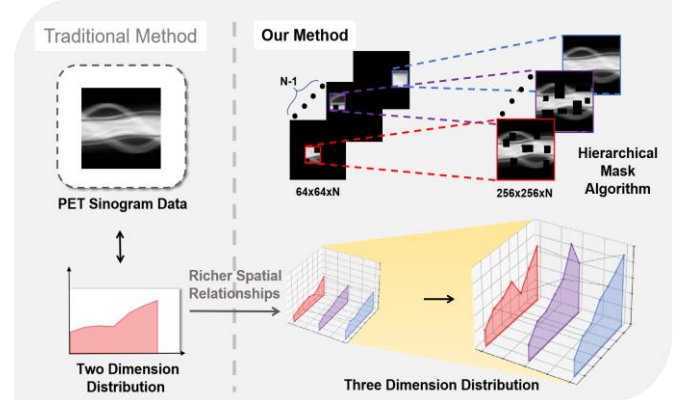 Traditional Method
PET Sinogram Data
Two Dimension
Distribution
Richer Spatial
Relationships
Our Method
N-1
64x64xN
256x256xN
Hierarchical
Mask
Algorithm
Three Dimension Distribution